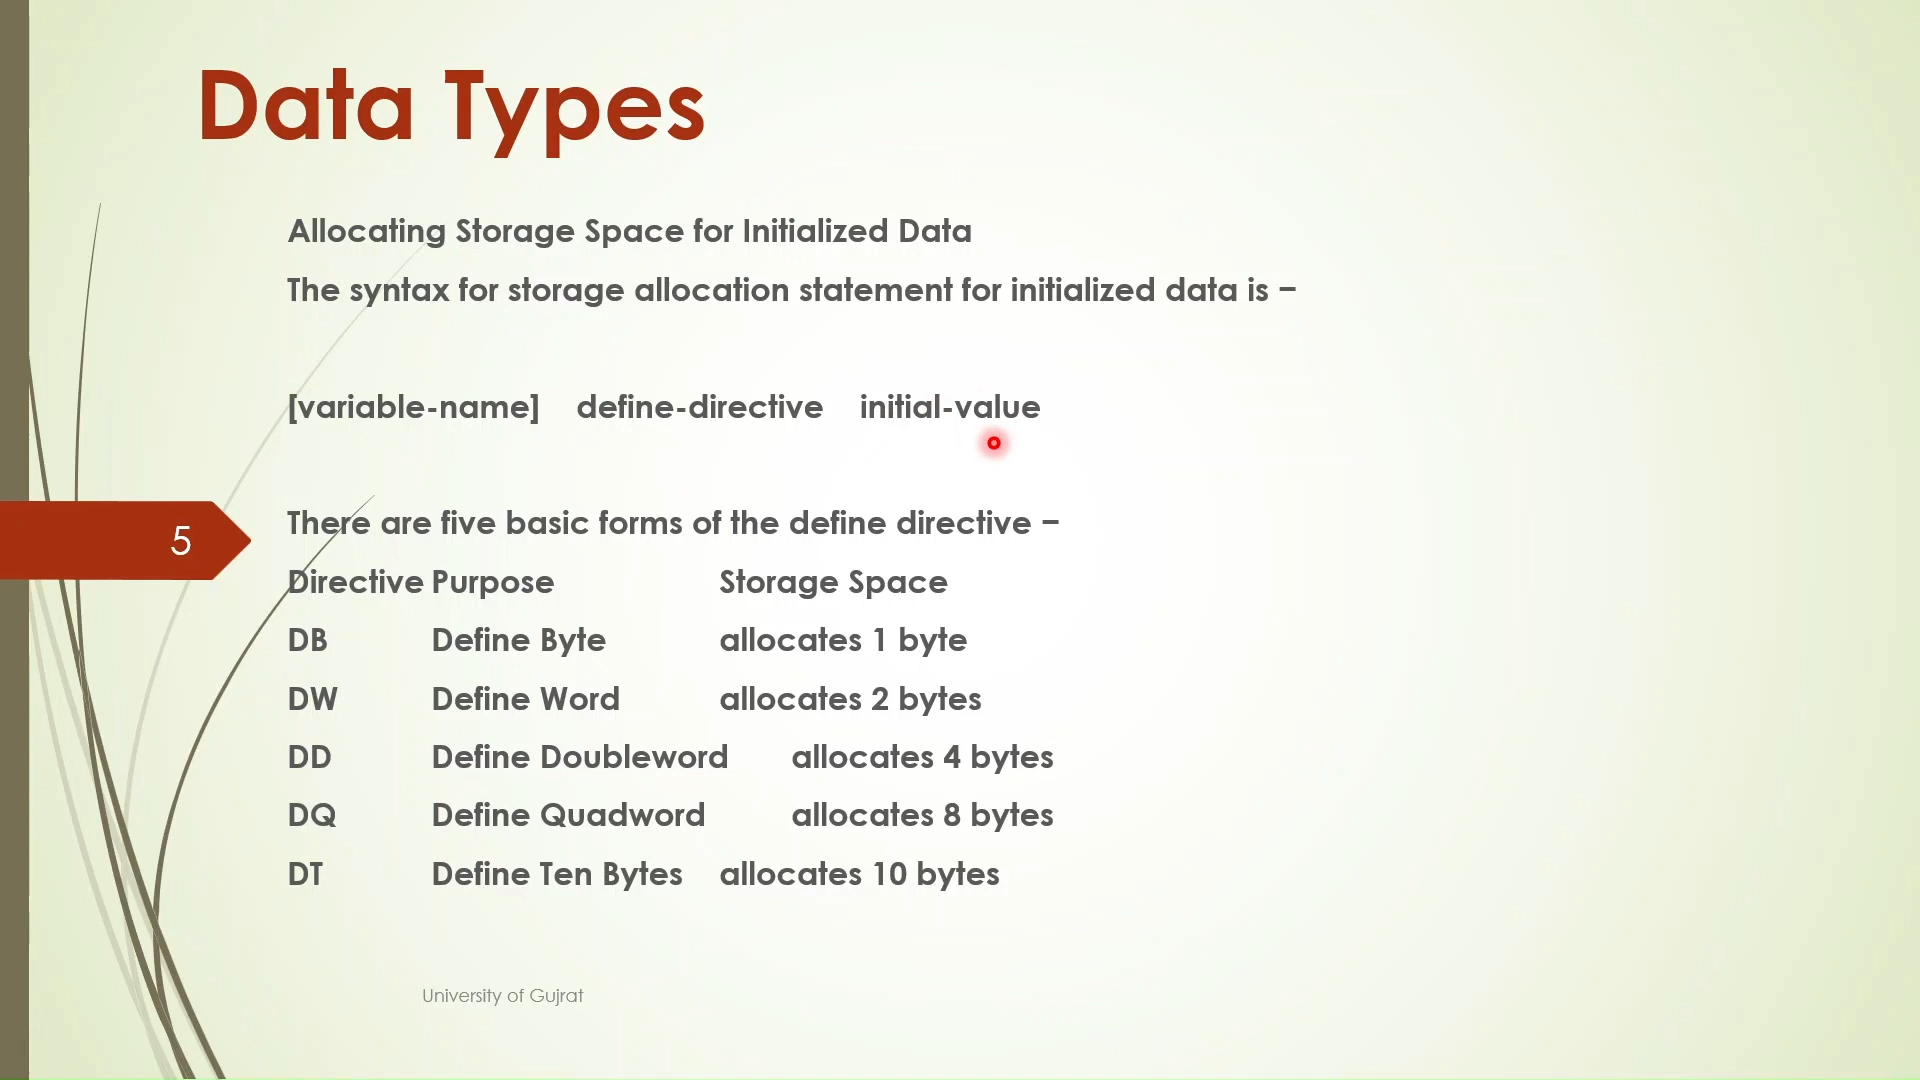 Data Types
Allocating Storage Space for Initialized Data
The syntax for storage allocation statement for initialized data is −
[variable-name] define-directive initial-value
There are five basic forms of the define directive −
Directive Purpose Storage Space
DB Define Byte allocates 1 byte
DW Define Word allocates 2 bytes
DD Define Doubleword allocates 4 bytes
DQ Define Quadword allocates 8 bytes
DT Define Ten Bytes allocates 10 bytes
5
University of Gujrat